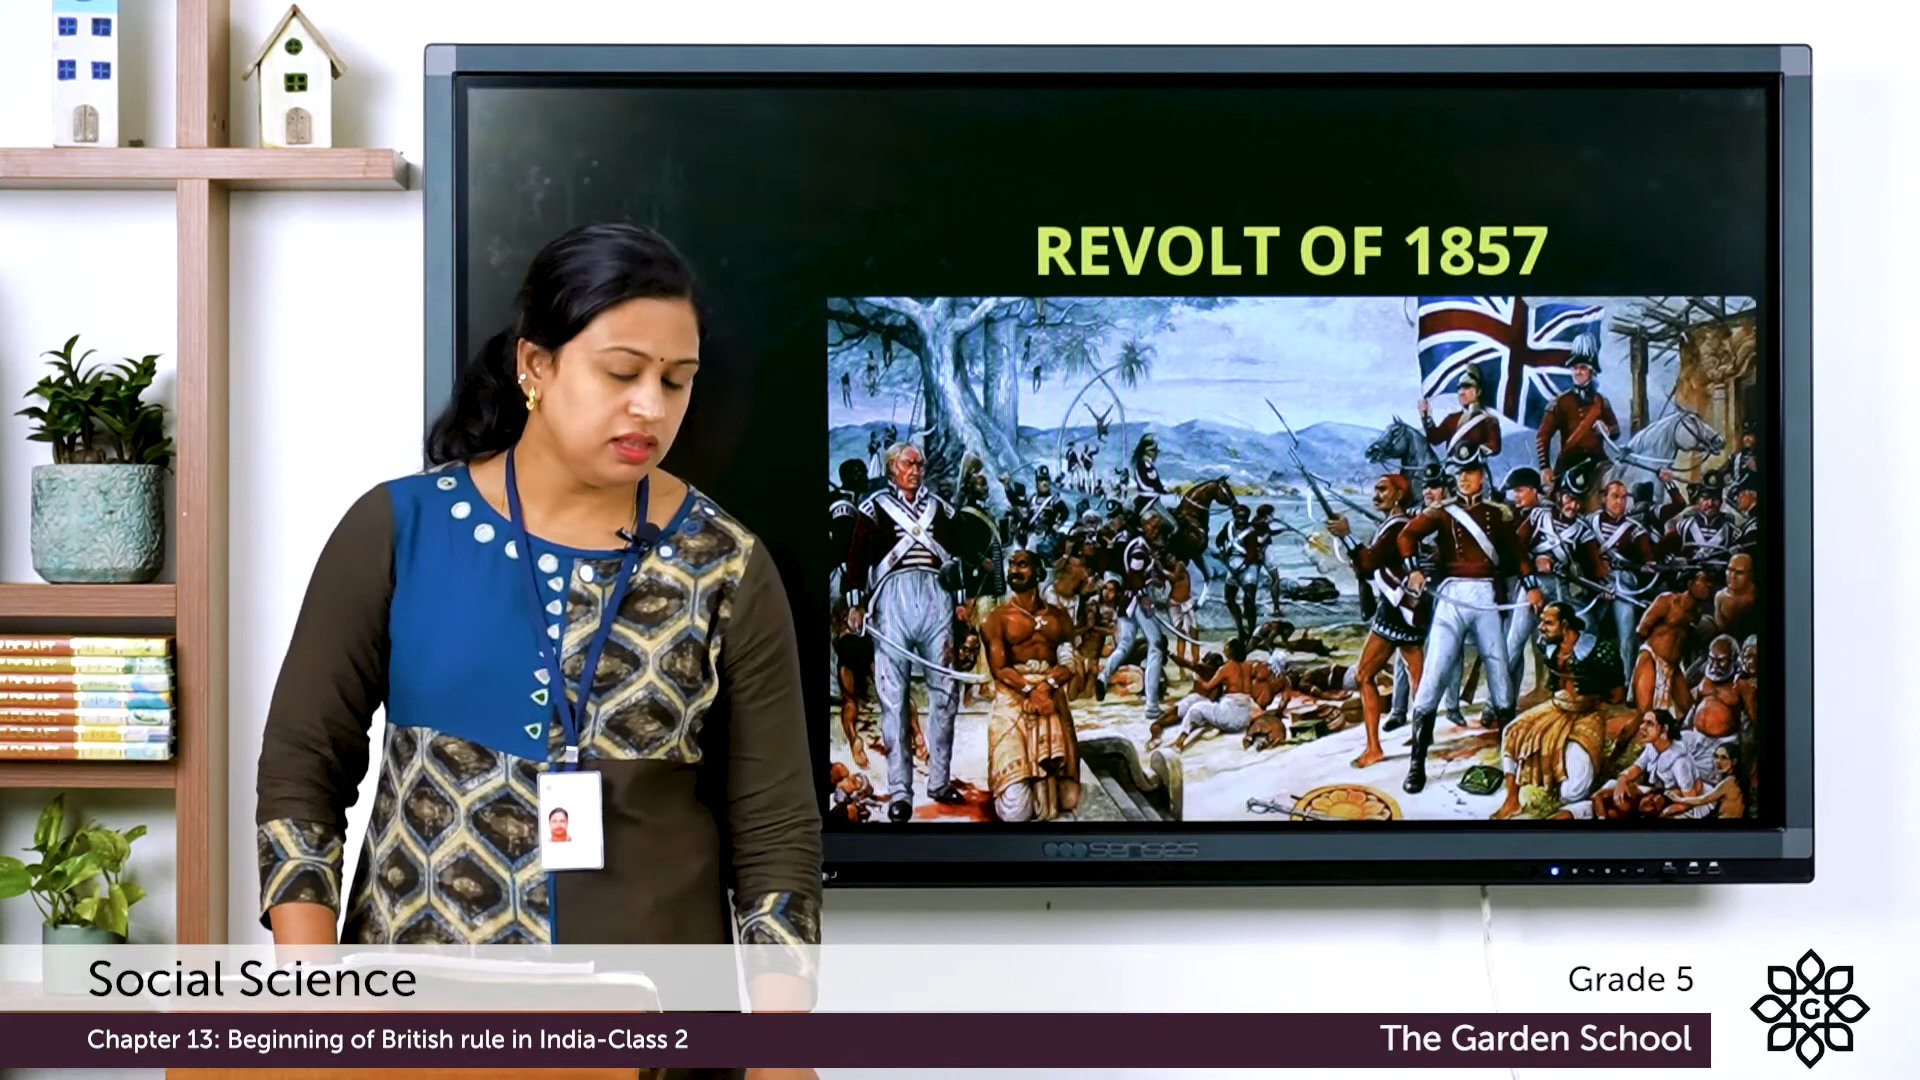 REVOLT OF 1857
senses
Social Science
Grade 5
Chapter 13: Beginning of British rule in India-Class 2
The Garden School
G